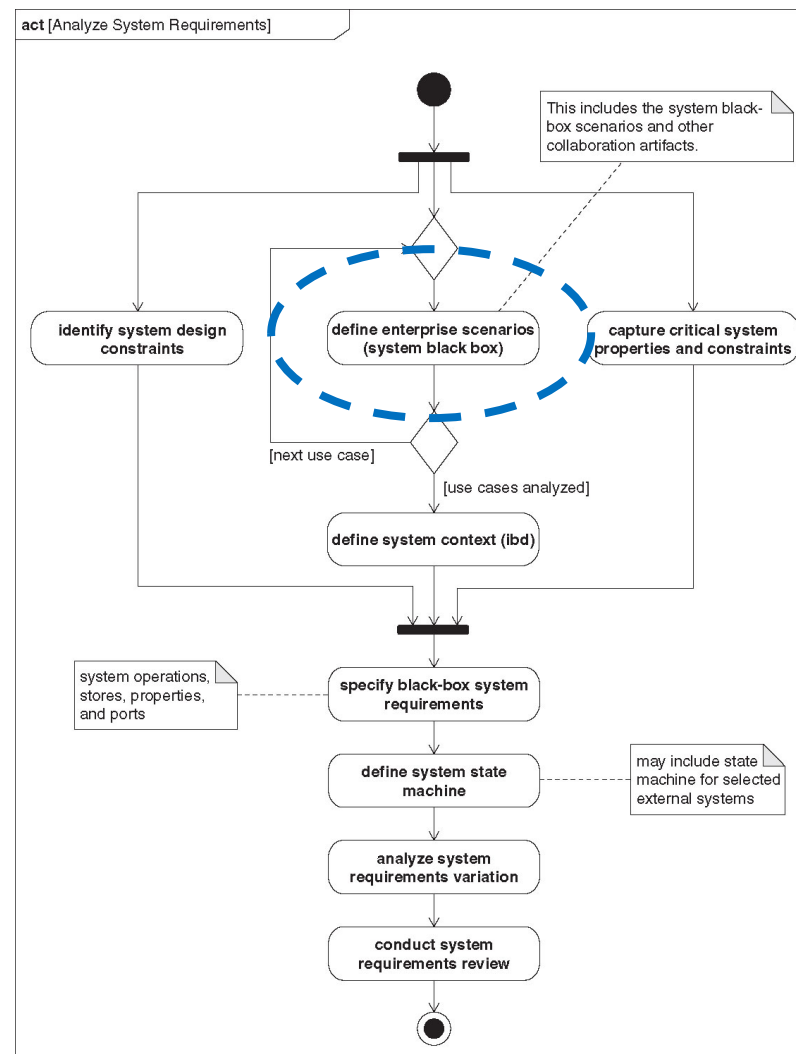 act [Analyze System Requirements]
This includes the system black-
box scenarios and other
collaboration artifacts.
identify system design
constraints
define enterprise scenarios
(system black box)
capture critical system
properties and constraints
[next use case]
[use cases analyzed]
define system context (ibd)
system operations,
stores, properties,
and ports
specify black-box system
requirements
define system state
machine
may include state
machine for selected
external systems
analyze system
requirements variation
conduct system
requirements review